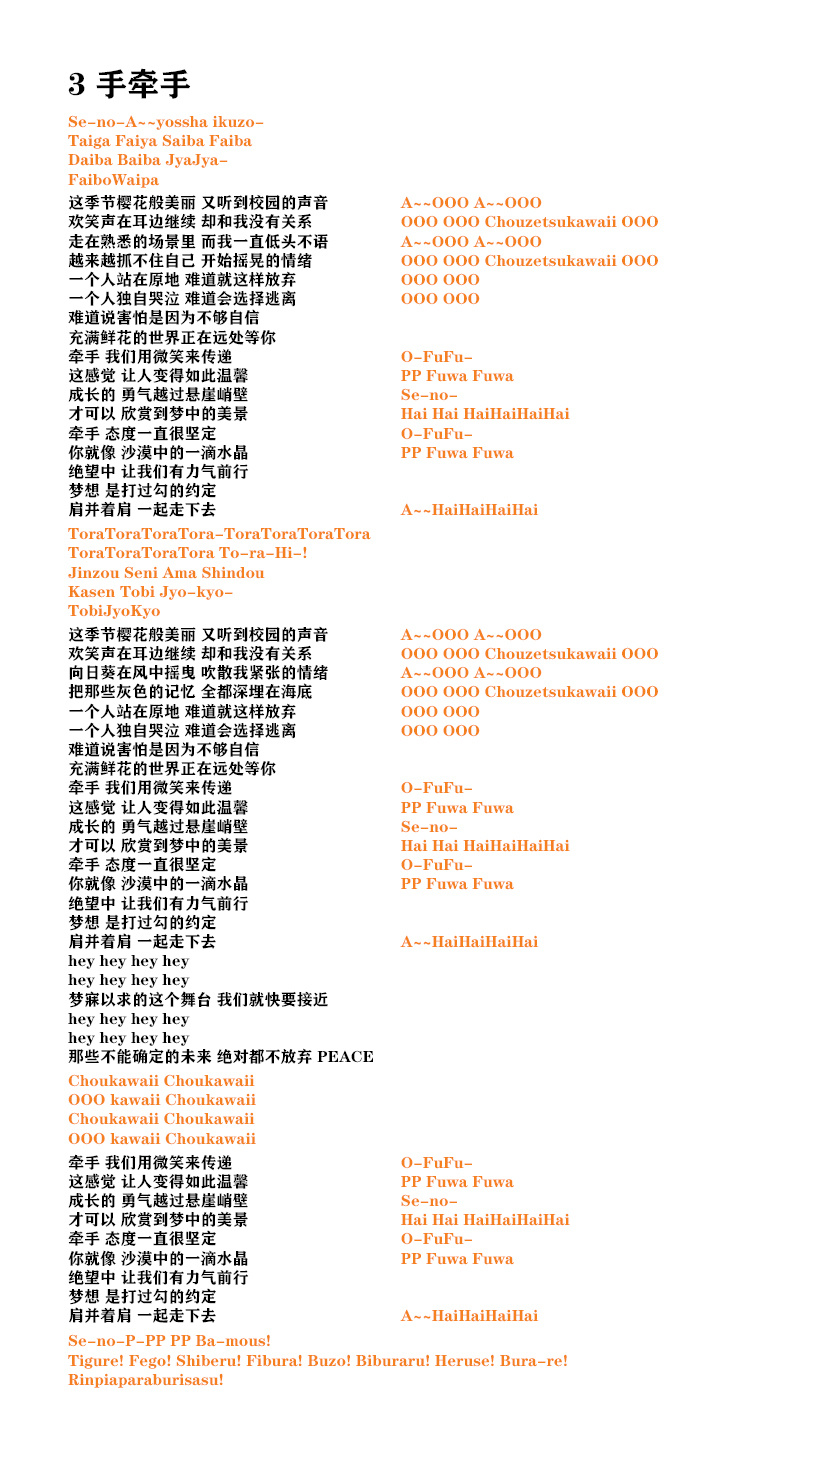 3 手牵手
Se-no-A~~yossha ikuzo-
Taiga Faiya Saiba Faiba
Daiba Baiba JyaJya-
FaiboWaipa
这季节樱花般美丽 又听到校园的声音 A~~OOO A~~OOO
欢笑声在耳边继续 却和我没有关系 OOO OOO Chouzetsukawaii OOO
走在熟悉的场景里 而我一直低头不语 A~~OOO A~~OOO
越来越抓不住自己 开始摇晃的情绪 OOO OOO Chouzetsukawaii OOO
一个人站在原地 难道就这样放弃 OOO OOO
一个人独自哭泣 难道会选择逃离 OOO OOO
难道说害怕是因为不够自信
充满鲜花的世界正在远处等你
牵手 我们用微笑来传递 O-FuFu-
这感觉 让人变得如此温馨 PP Fuwa Fuwa
成长的 勇气越过悬崖峭壁 Se-no-
才可以 欣赏到梦中的美景 Hai Hai HaiHaiHaiHai
牵手 态度一直很坚定 O-FuFu-
你就像 沙漠中的一滴水晶 PP Fuwa Fuwa
绝望中 让我们有力气前行
梦想 是打过勾的约定
肩并着肩 一起走下去 A~~HaiHaiHaiHai
ToraToraToraTora-ToraToraToraTora
ToraToraToraTora To-ra-Hi-!
Jinzou Seni Ama Shindou
Kasen Tobi Jyo-kyo-
TobiJyoKyo
这季节樱花般美丽 又听到校园的声音 A~~OOO A~~OOO
欢笑声在耳边继续 却和我没有关系 OOO OOO Chouzetsukawaii OOO
向日葵在风中摇曳 吹散我紧张的情绪 A~~OOO A~~OOO
把那些灰色的记忆 全都深埋在海底 OOO OOO Chouzetsukawaii OOO
一个人站在原地 难道就这样放弃 OOO OOO
一个人独自哭泣 难道会选择逃离 OOO OOO
难道说害怕是因为不够自信
充满鲜花的世界正在远处等你
牵手 我们用微笑来传递 O-FuFu-
这感觉 让人变得如此温馨 PP Fuwa Fuwa
成长的 勇气越过悬崖峭壁 Se-no-
才可以 欣赏到梦中的美景 Hai Hai HaiHaiHaiHai
牵手 态度一直很坚定 O-FuFu-
你就像 沙漠中的一滴水晶 PP Fuwa Fuwa
绝望中 让我们有力气前行
梦想 是打过勾的约定
肩并着肩 一起走下去 A~~HaiHaiHaiHai
hey hey hey hey
hey hey hey hey
梦寐以求的这个舞台 我们就快要接近
hey hey hey hey
hey hey hey hey
那些不能确定的未来 绝对都不放弃 PEACE
Choukawaii Choukawaii
OOO kawaii Choukawaii
Choukawaii Choukawaii
OOO kawaii Choukawaii
牵手 我们用微笑来传递 O-FuFu-
这感觉 让人变得如此温馨 PP Fuwa Fuwa
成长的 勇气越过悬崖峭壁 Se-no-
才可以 欣赏到梦中的美景 Hai Hai HaiHaiHaiHai
牵手 态度一直很坚定 O-FuFu-
你就像 沙漠中的一滴水晶 PP Fuwa Fuwa
绝望中 让我们有力气前行
梦想 是打过勾的约定
肩并着肩 一起走下去 A~~HaiHaiHaiHai
Se-no-P-PP PP Ba-mous!
Tigure! Fego! Shiberu! Fibura! Buzo! Biburaru! Heruse! Bura-re!
Rinpiaparaburisasu!